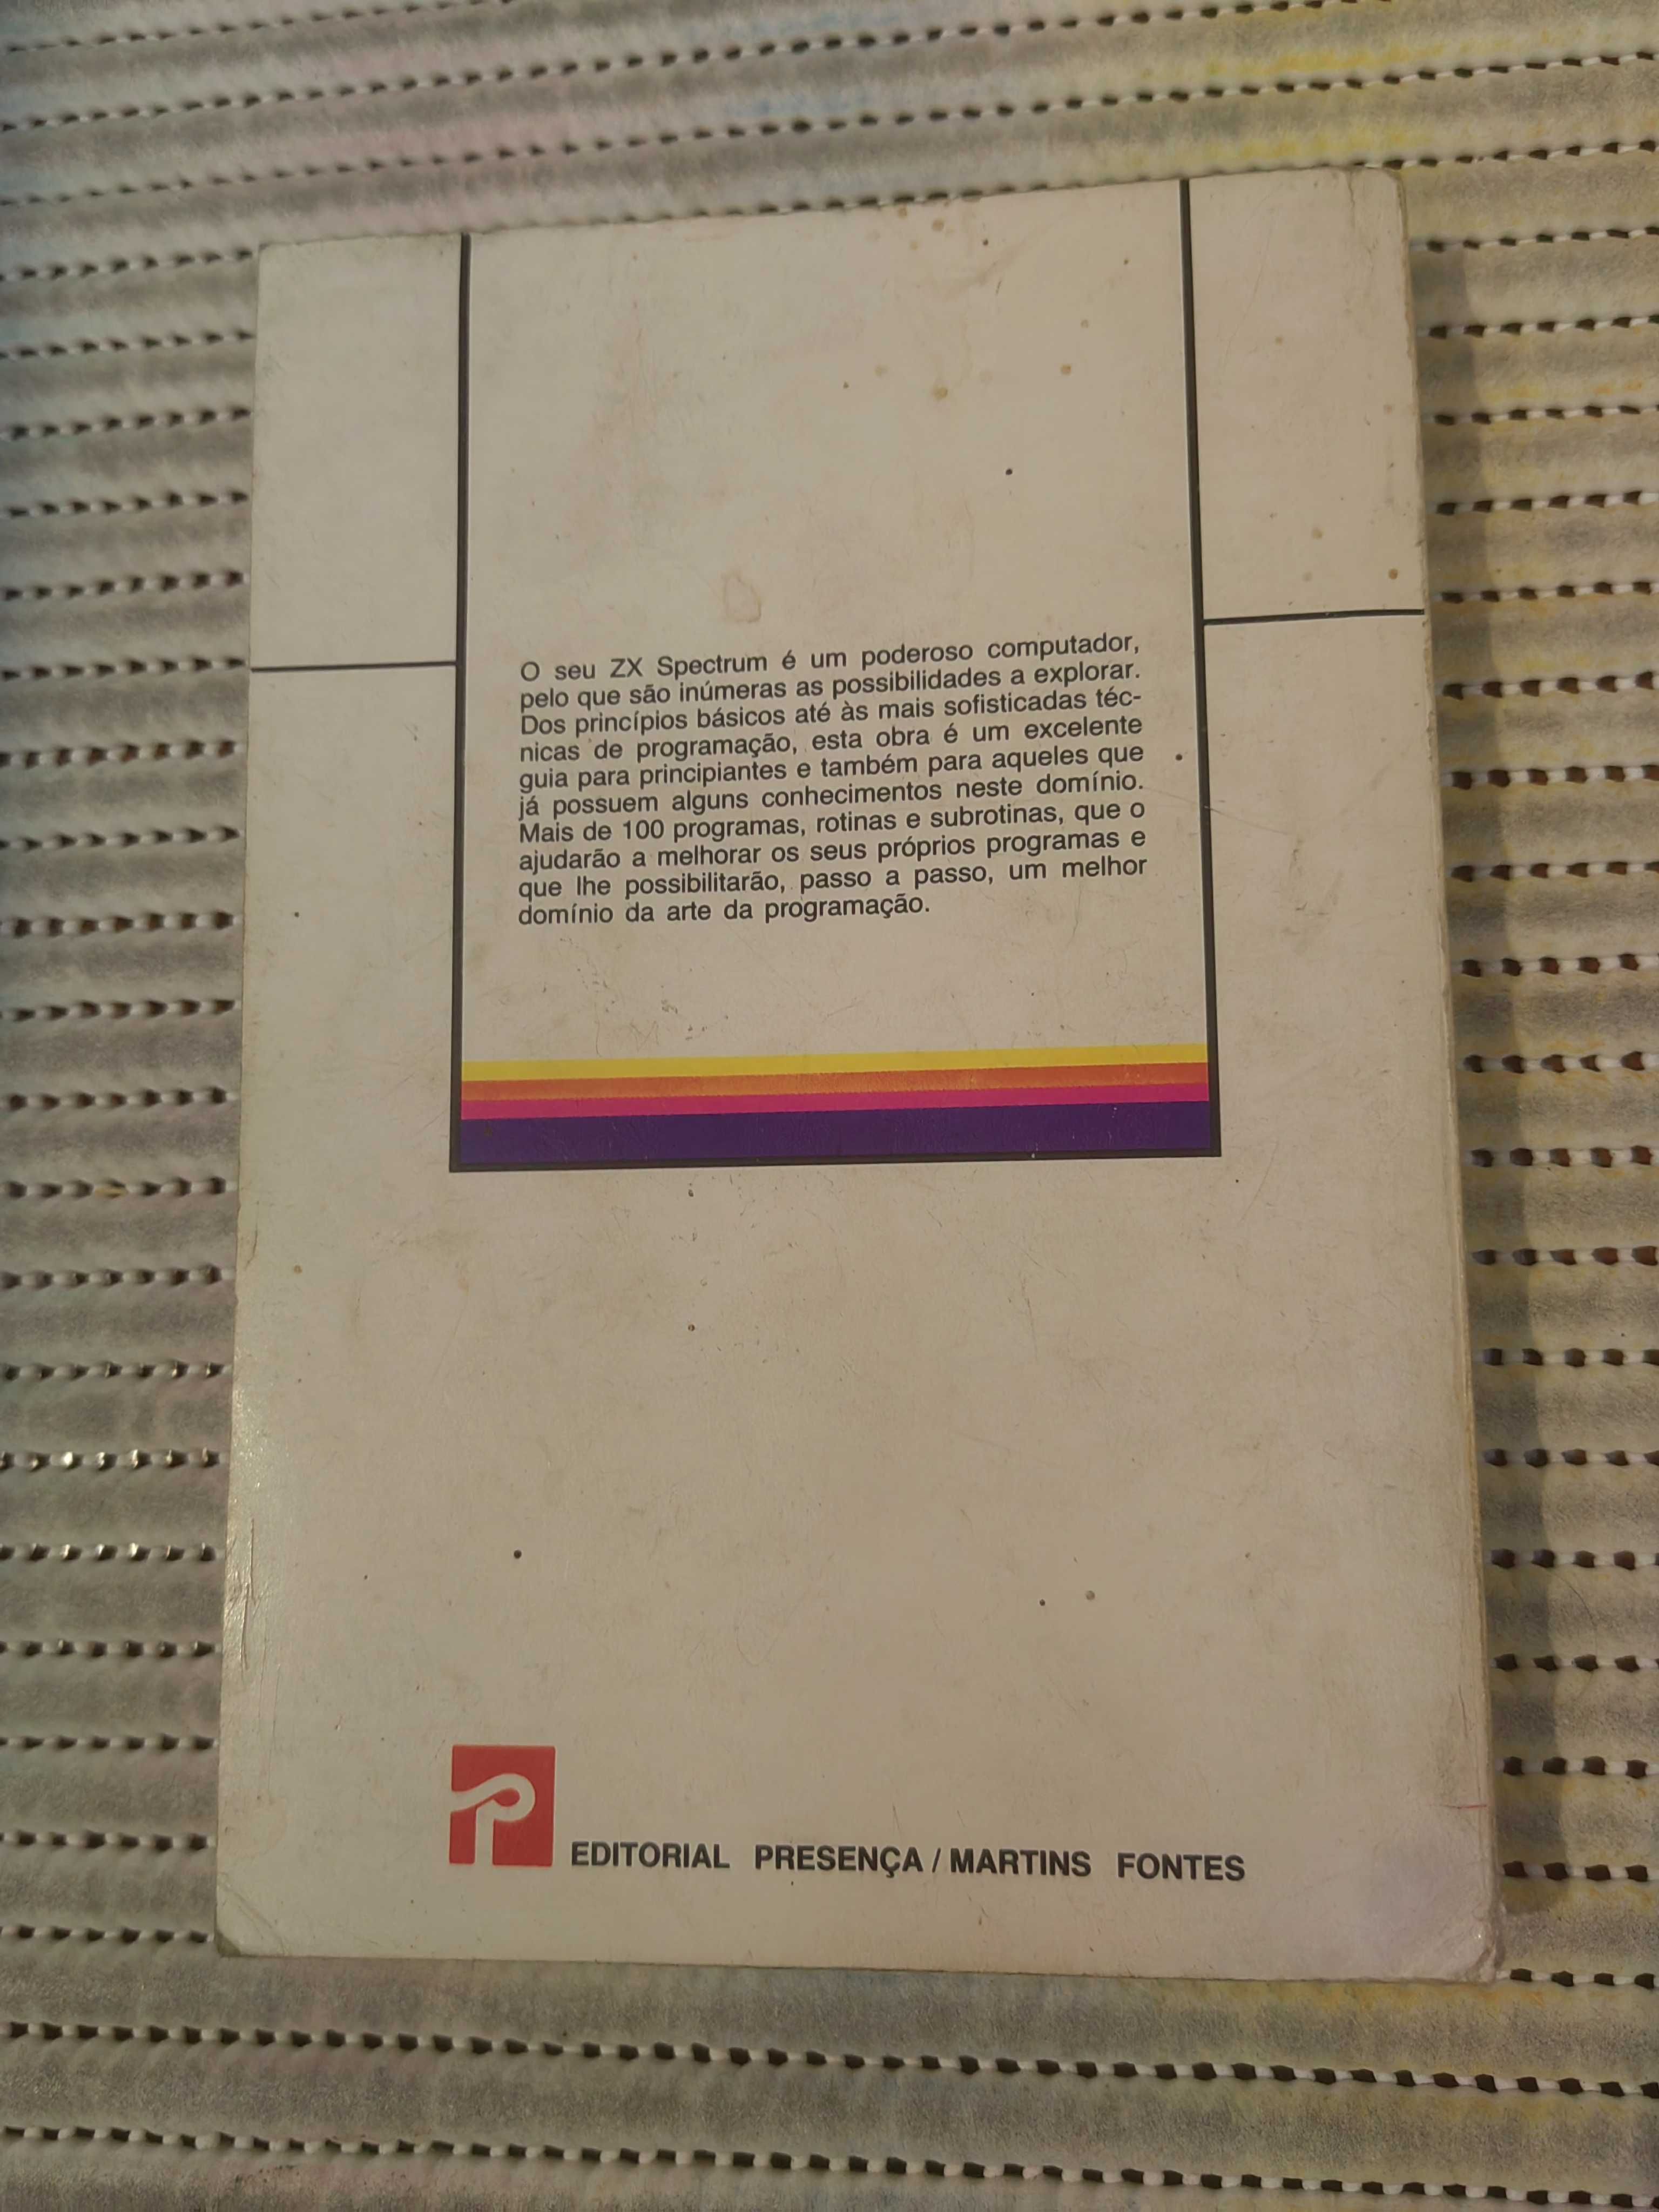 O seu ZX Spectrum é um poderoso computador,
pelo que são inúmeras as possibilidades a explorar.
Dos princípios básicos até às mais sofisticadas téc-
nicas de programação, esta obra é um excelente
guia para principiantes e também para aqueles que
já possuem alguns conhecimentos neste domínio.
Mais de 100 programas, rotinas e subrotinas, que o
ajudarão a melhorar os seus próprios programas e
que lhe possibilitarão, passo a passo, um melhor
domínio da arte da programação.
EDITORIAL PRESENÇA / MARTINS FONTES